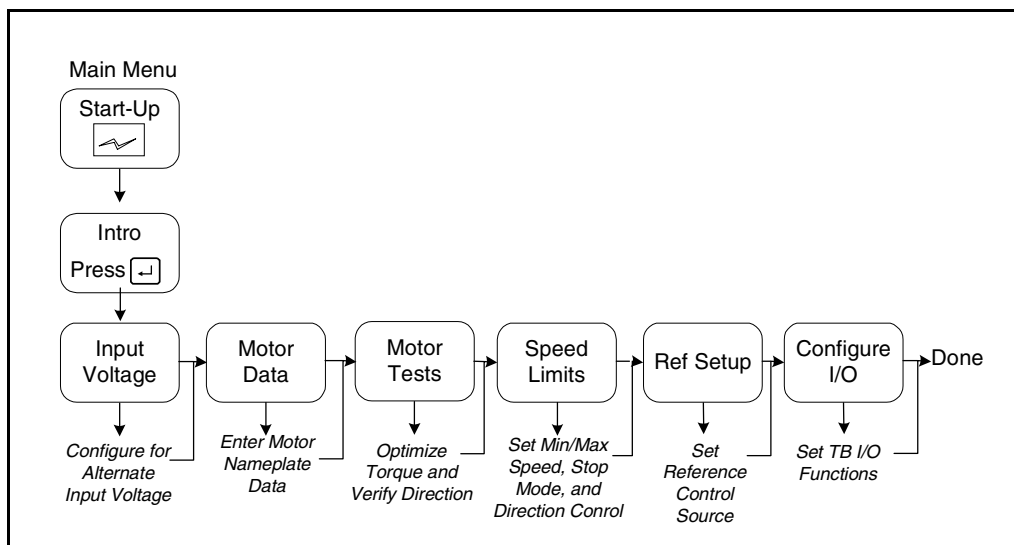 Main Menu
Start-Up
Intro
Press
Input
Voltage
Motor
Data
Motor
Tests
Speed
Limits
Ref Setup
Configure
I/O
Done
Configure for
Alternate
Input Voltage
Enter Motor
Nameplate
Data
Optimize
Torque and
Verify Direction
Set Min/Max
Speed, Stop
Mode, and
Direction Conrol
Set
Reference
Control
Source
Set TB I/O
Functions